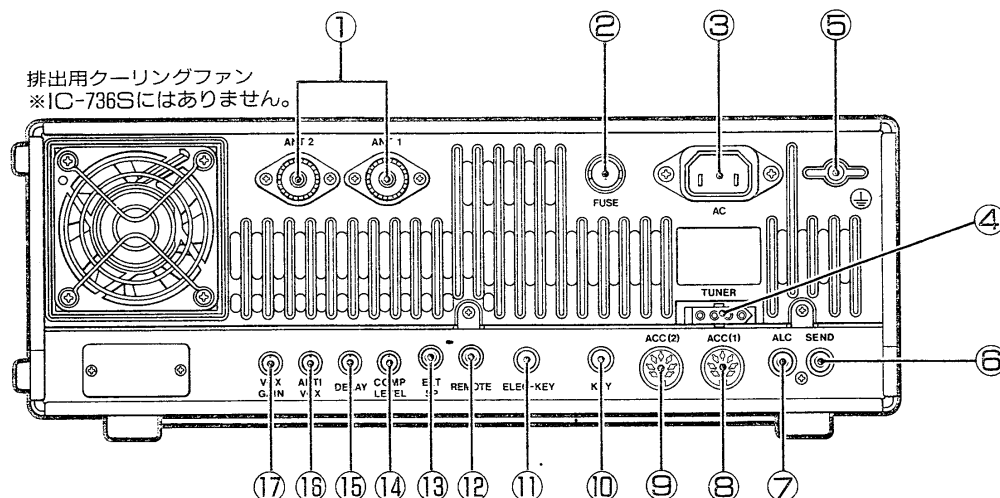 ① ② ③ ⑤
排出用クーリングファン
※IC-736Sにはありません。
ANT 2 ANT 1
FUSE
AC
④
TUNER
ACC(2) ACC(1) ALC SEND
⑥
VOX GAIN
ANTI VOX
DELAY
COMP LEVEL
EXT SP
REMOTE
ELEC-KEY
KEY
⑰ ⑯ ⑮ ⑭ ⑬ ⑫ ⑪ ⑩ ⑨ ⑧ ⑦